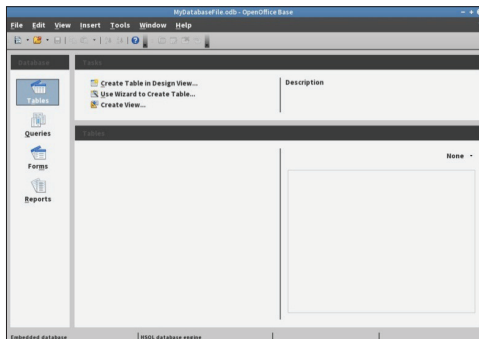 MyDatabaseFile.odb - OpenOffice Base
File Edit View Insert Tools Window Help
Database
Tasks
Tables
Queries
Forms
Reports
Create Table in Design View...
Use Wizard to Create Table...
Create View...
Description
Tables
None
Embedded database
HSQL database engine